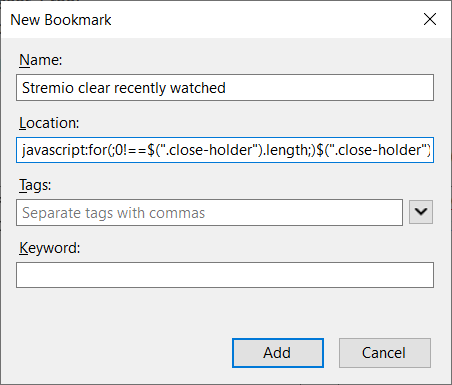 New Bookmark
Name:
Stremio clear recently watched
Location:
javascript:for(;0!==$(".close-holder").length;)$(".close-holder")
Tags:
Separate tags with commas
Keyword:
Add Cancel